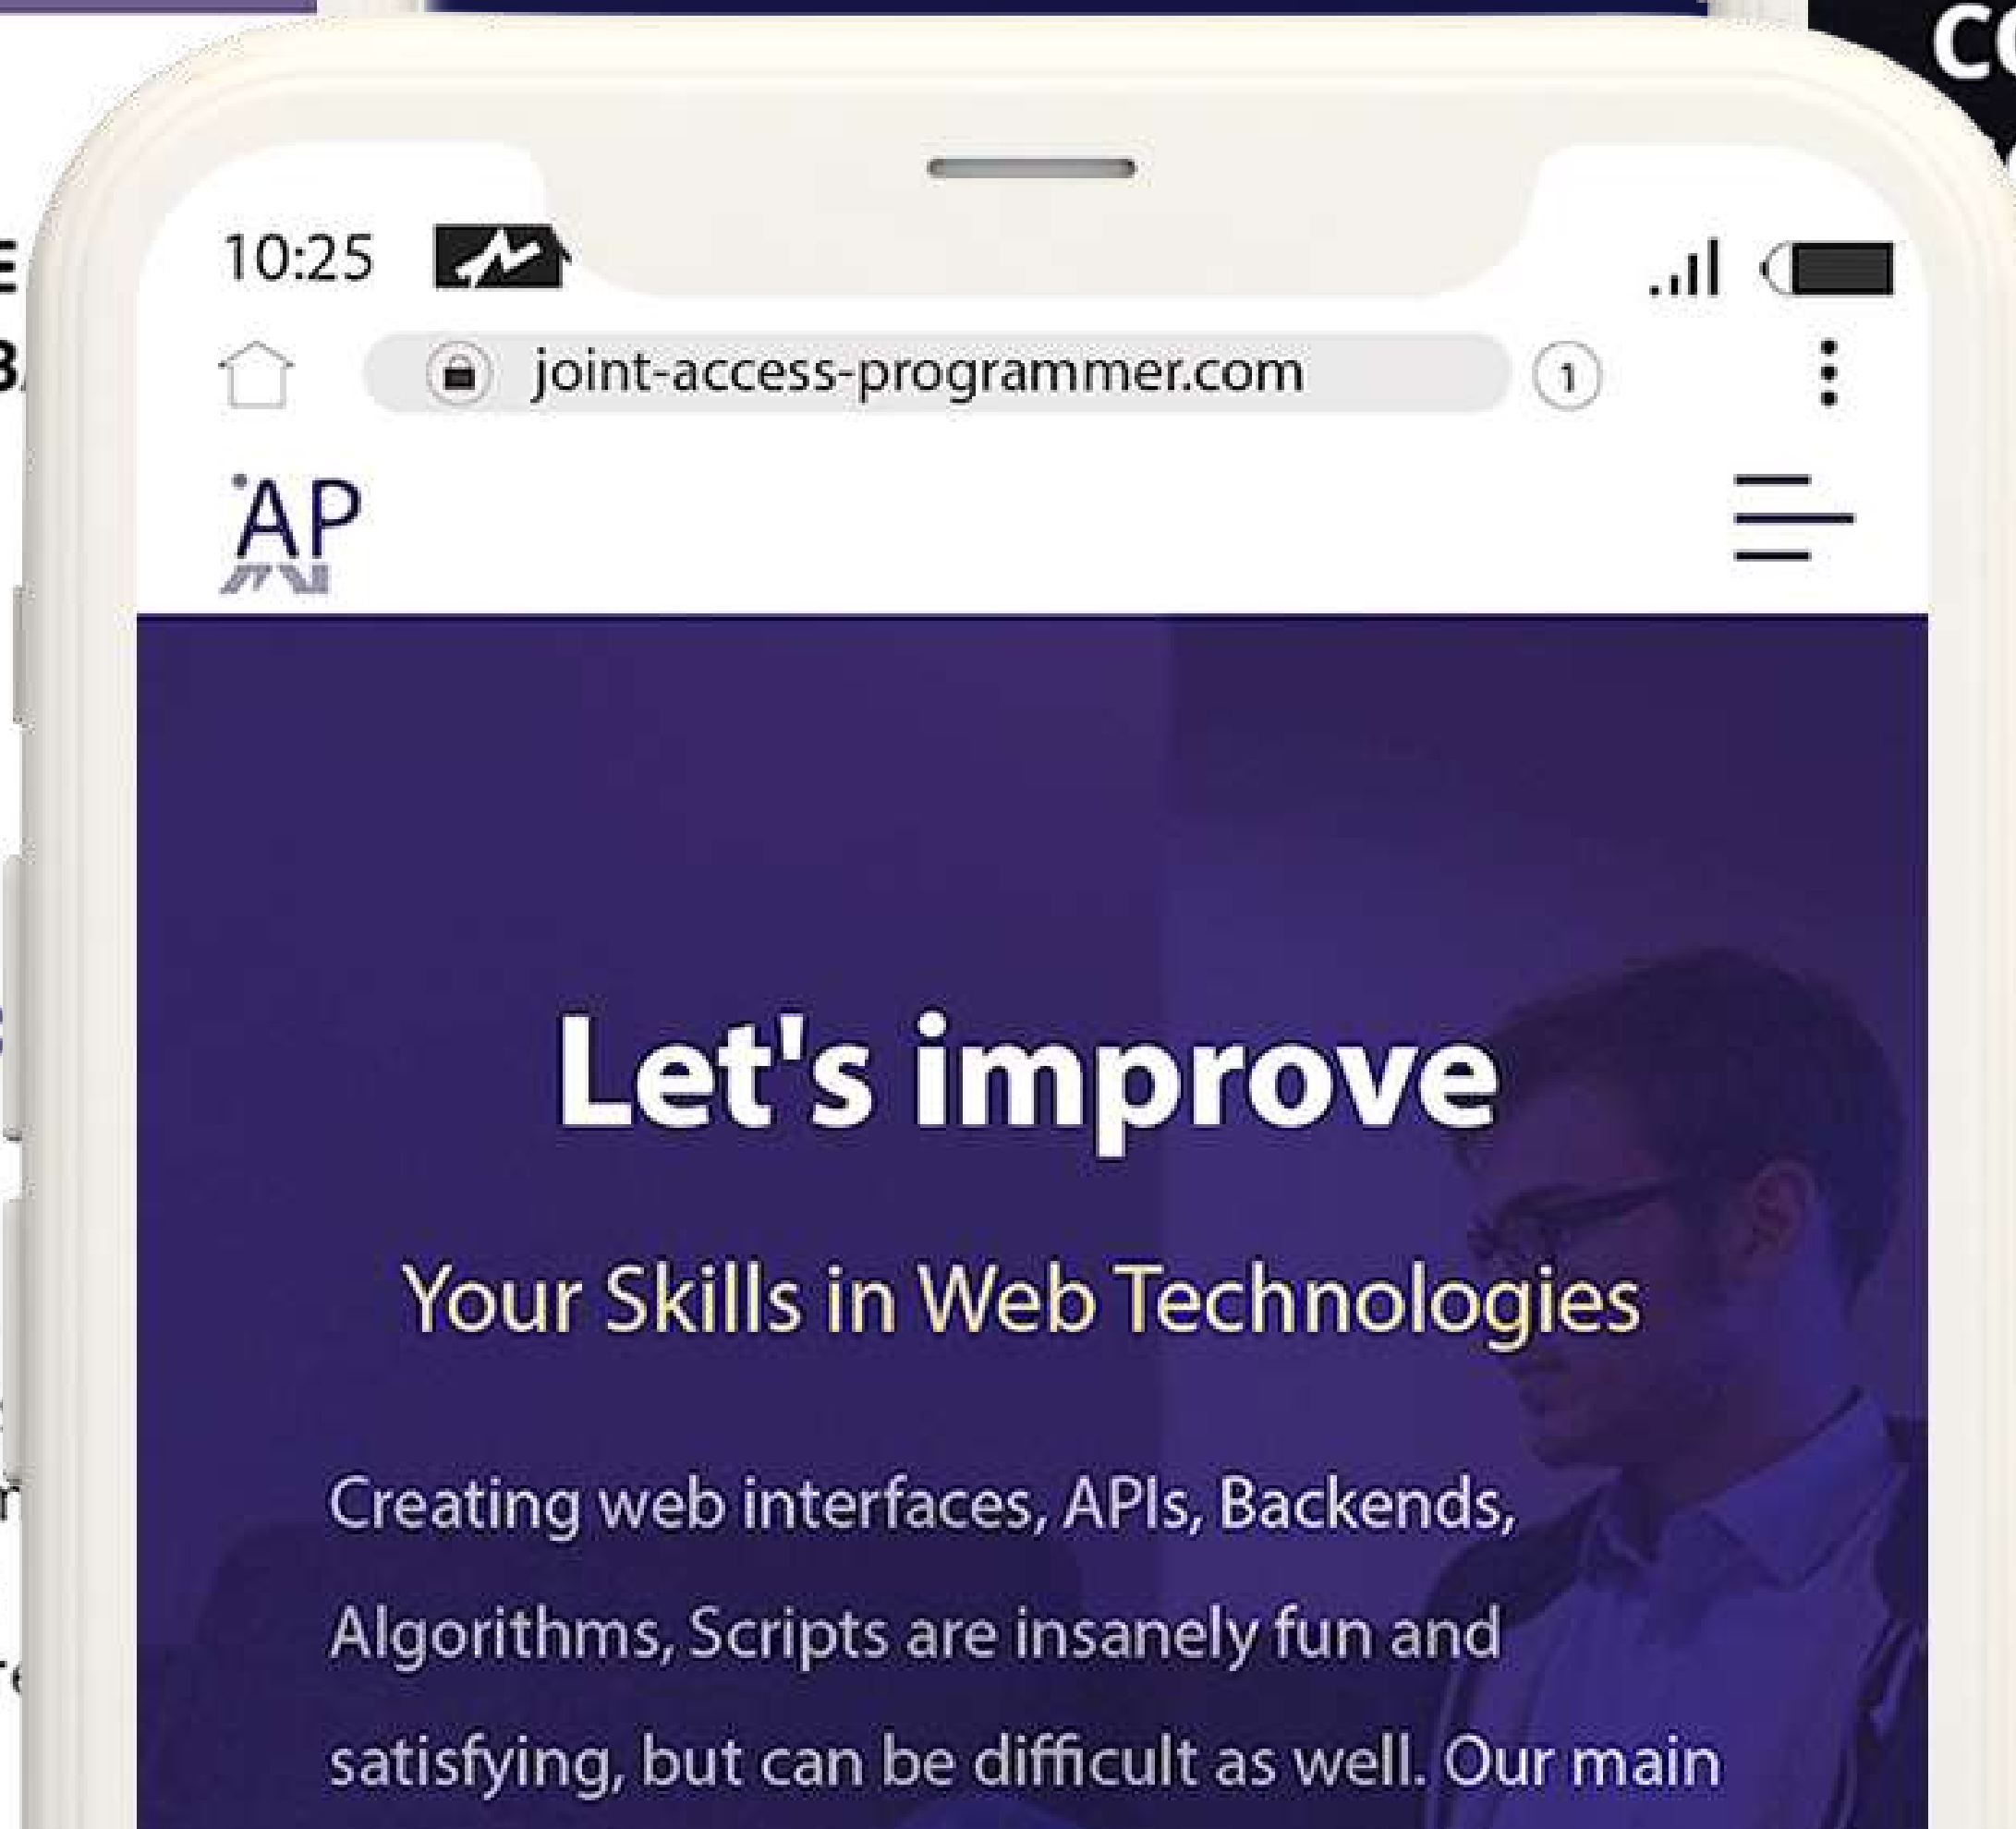 CO
10:25
joint-access-programmer.com
1
AP
Let's improve
Your Skills in Web Technologies
Creating web interfaces, APIs, Backends,
Algorithms, Scripts are insanely fun and
satisfying, but can be difficult as well. Our main